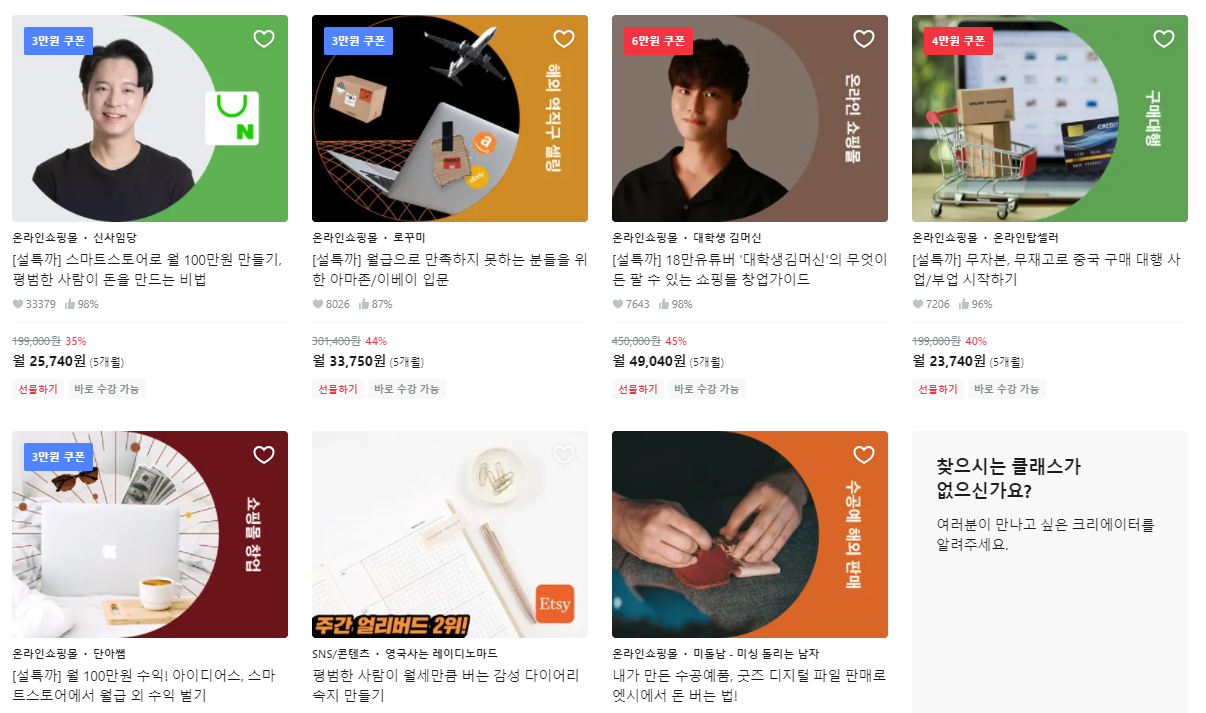 3만원 쿠폰
N
온라인쇼핑몰 · 신사임당
[설특까] 스마트스토어로 월 100만원 만들기,
평범한 사람이 돈을 만드는 비법
33379 98%
199,000원 35%
월 25,740원 (5개월)
선물하기 바로 수강 가능
3만원 쿠폰
해외 역직구 셀링
a
ebay
온라인쇼핑몰 · 로꾸미
[설특까] 월급으로 만족하지 못하는 분들을 위
한 아마존/이베이 입문
8026 87%
301,400원 44%
월 33,750원 (5개월)
선물하기 바로 수강 가능
6만원 쿠폰
온라인 쇼핑몰
온라인쇼핑몰 · 대학생 김머신
[설특까] 18만유튜버 '대학생김머신'의 무엇이
든 팔 수 있는 쇼핑몰 창업가이드
7643 98%
450,000원 45%
월 49,040원 (5개월)
선물하기 바로 수강 가능
4만원 쿠폰
구매대행
CREDIT
온라인쇼핑몰 · 온라인탑셀러
[설특까] 무자본, 무재고로 중국 구매 대행 사
업/부업 시작하기
7206 96%
199,000원 40%
월 23,740원 (5개월)
선물하기 바로 수강 가능
3만원 쿠폰
쇼핑몰 창업
온라인쇼핑몰 · 단아쌤
[설특까] 월 100만원 수익! 아이디어스, 스마
트스토어에서 월급 외 수익 벌기
주간 얼리버드 2위!
Etsy
SNS/콘텐츠 · 영국사는 레이디노마드
평범한 사람이 월세만큼 버는 감성 다이어리
속지 만들기
수공예 해외 판매
온라인쇼핑몰 · 미돌남 - 미싱 돌리는 남자
내가 만든 수공예품, 굿즈 디지털 파일 판매로
엣시에서 돈 버는 법!
찾으시는 클래스가
없으신가요?
여러분이 만나고 싶은 크리에이터를
알려주세요.